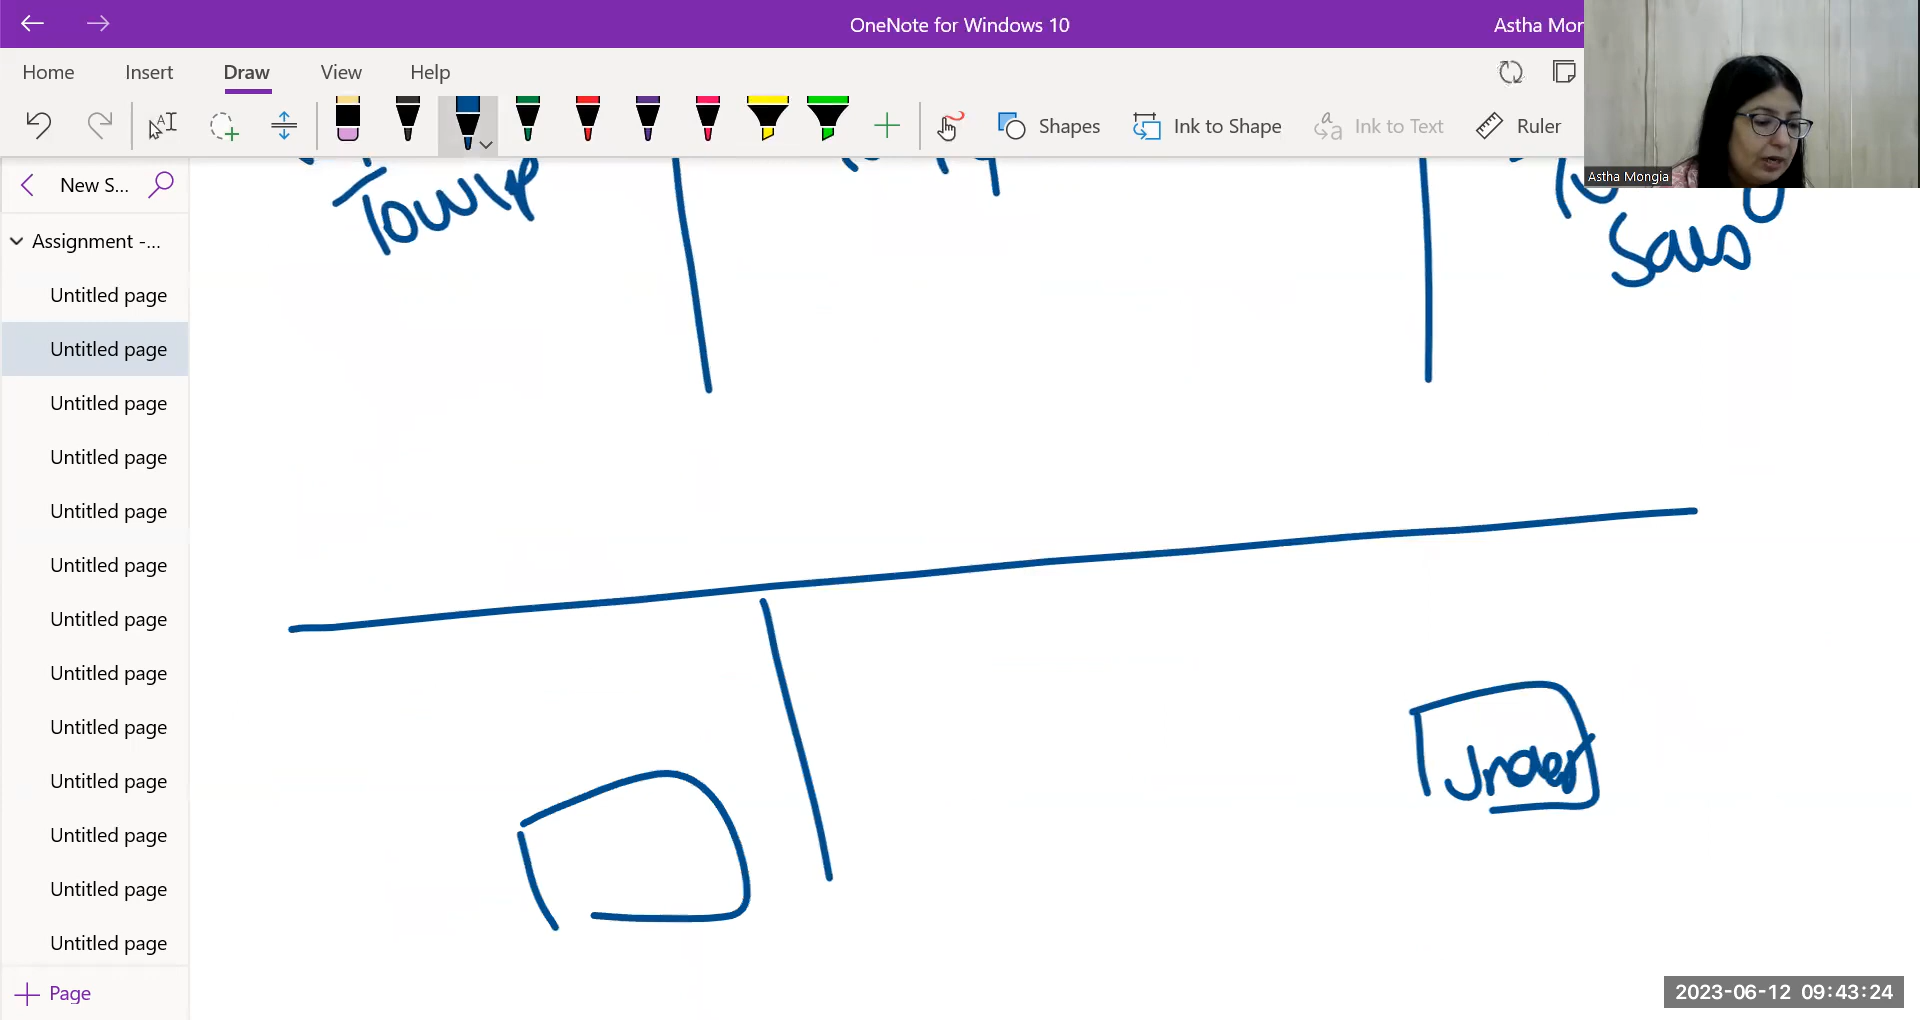 OneNote for Windows 10
Astha Mon
Home Insert Draw View Help
Shapes Ink to Shape Ink to Text Ruler
Astha Mongia
New S...
Assignment -...
Untitled page
Untitled page
Untitled page
Untitled page
Untitled page
Untitled page
Untitled page
Untitled page
Untitled page
Untitled page
Untitled page
Untitled page
Untitled page
Page
Sales
2023-06-12 09:43:24